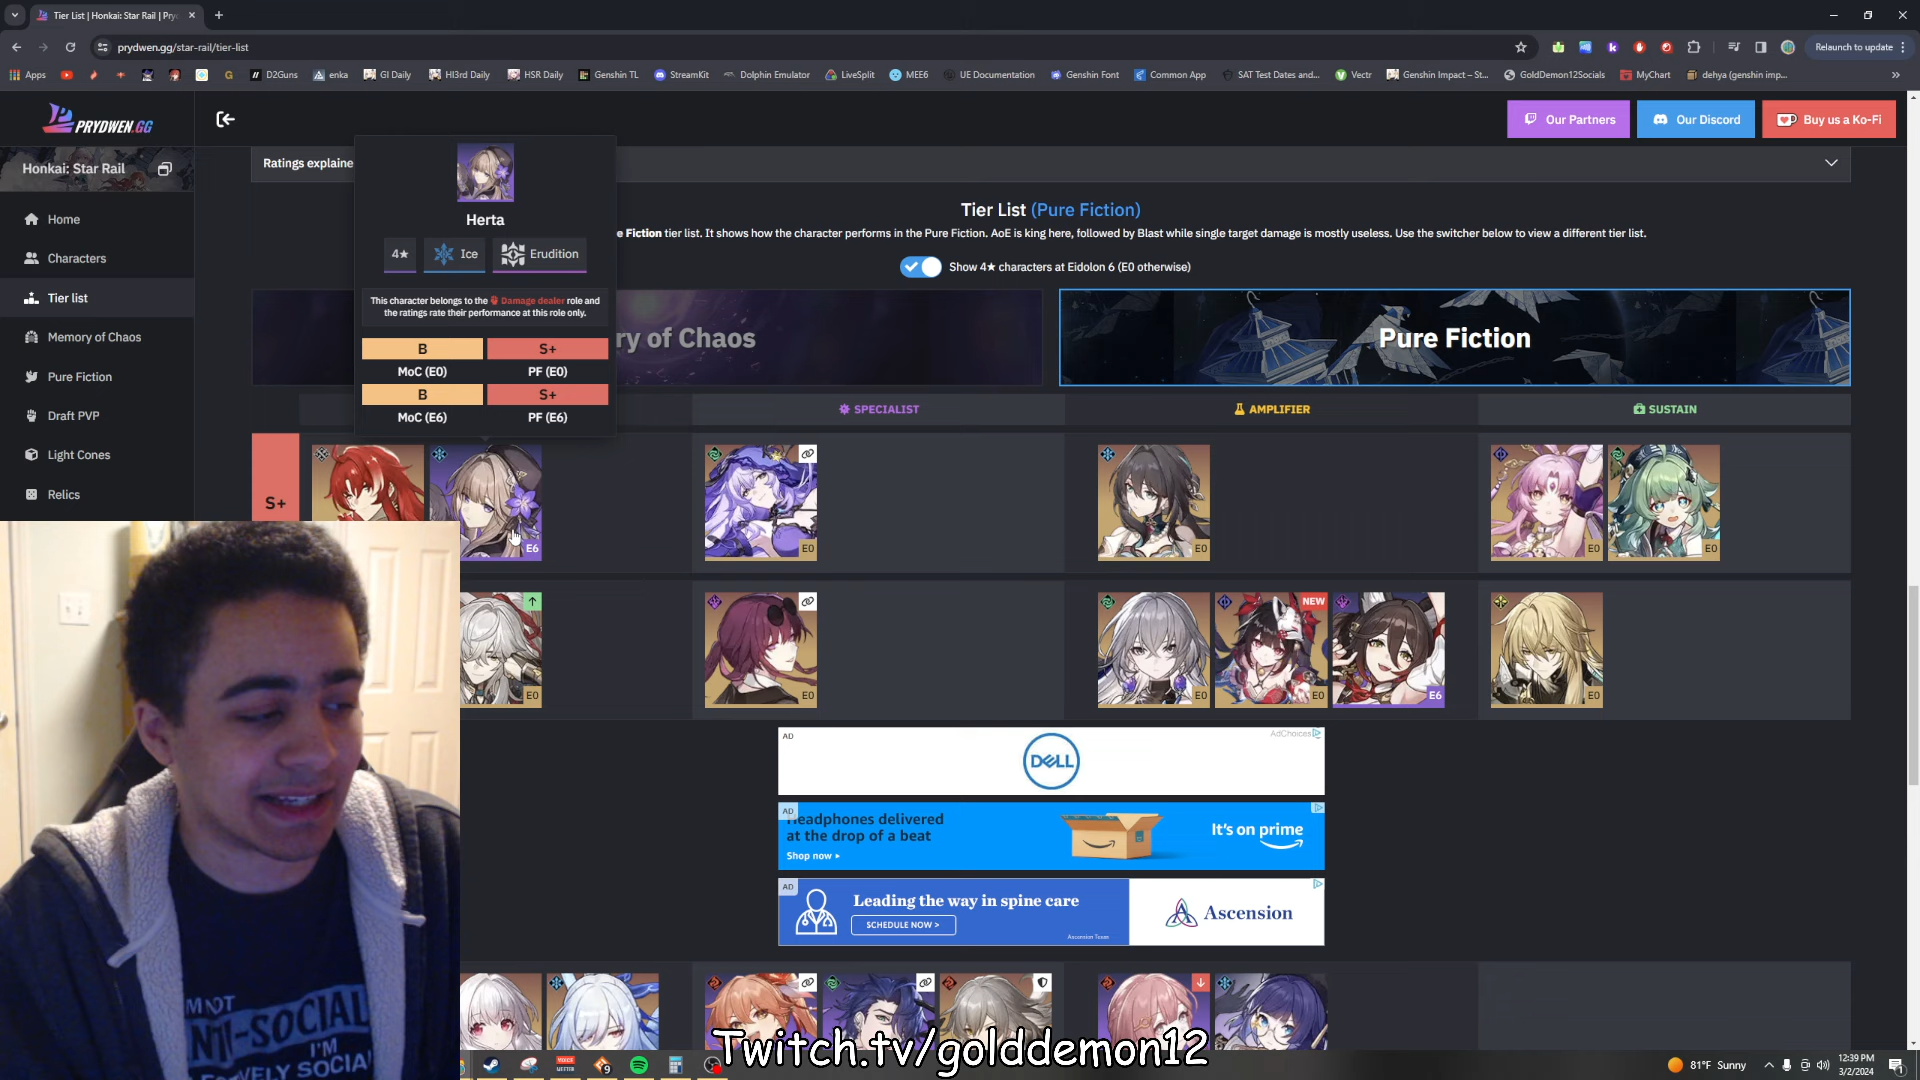 Tier List | Honkai: Star Rail | Pry
prydwen.gg/star-rail/tier-list
Relaunch to update
Apps
D2Guns
enka
GI Daily
HI3rd Daily
HSR Daily
Genshin TL
StreamKit
Dolphin Emulator
LiveSplit
MEE6
UE Documentation
Genshin Font
Common App
SAT Test Dates and...
Vectr
Genshin Impact – St...
GoldDemon12Socials
MyChart
dehya (genshin imp...
PRYDWEN.GG
Our Partners
Our Discord
Buy us a Ko-Fi
Honkai: Star Rail
Home
Characters
Tier list
Memory of Chaos
Pure Fiction
Draft PVP
Light Cones
Relics
Ratings explaine
Tier List (Pure Fiction)
e Fiction tier list. It shows how the character performs in the Pure Fiction. AoE is king here, followed by Blast while single target damage is mostly useless. Use the switcher below to view a different tier list.
Show 4★ characters at Eidolon 6 (E0 otherwise)
Herta
4★
Ice
Erudition
This character belongs to the Damage dealer role and
the ratings rate their performance at this role only.
B
S+
MoC (E0)
PF (E0)
B
S+
MoC (E6)
PF (E6)
ry of Chaos
Pure Fiction
SPECIALIST
AMPLIFIER
SUSTAIN
S+
E6
E0
E0
E0
E0
E0
E0
E0
NEW
E0
E6
E0
AD
AdChoices
DELL
AD
Headphones delivered
at the drop of a beat
Shop now
It's on prime
AD
Leading the way in spine care
SCHEDULE NOW >
Ascension Texas
Ascension
I'M NOT
ANTI-SOCIAL
I'M
SELECTIVELY SOCIAL
Twitch.tv/golddemon12
81°F Sunny
12:39 PM
3/2/2024